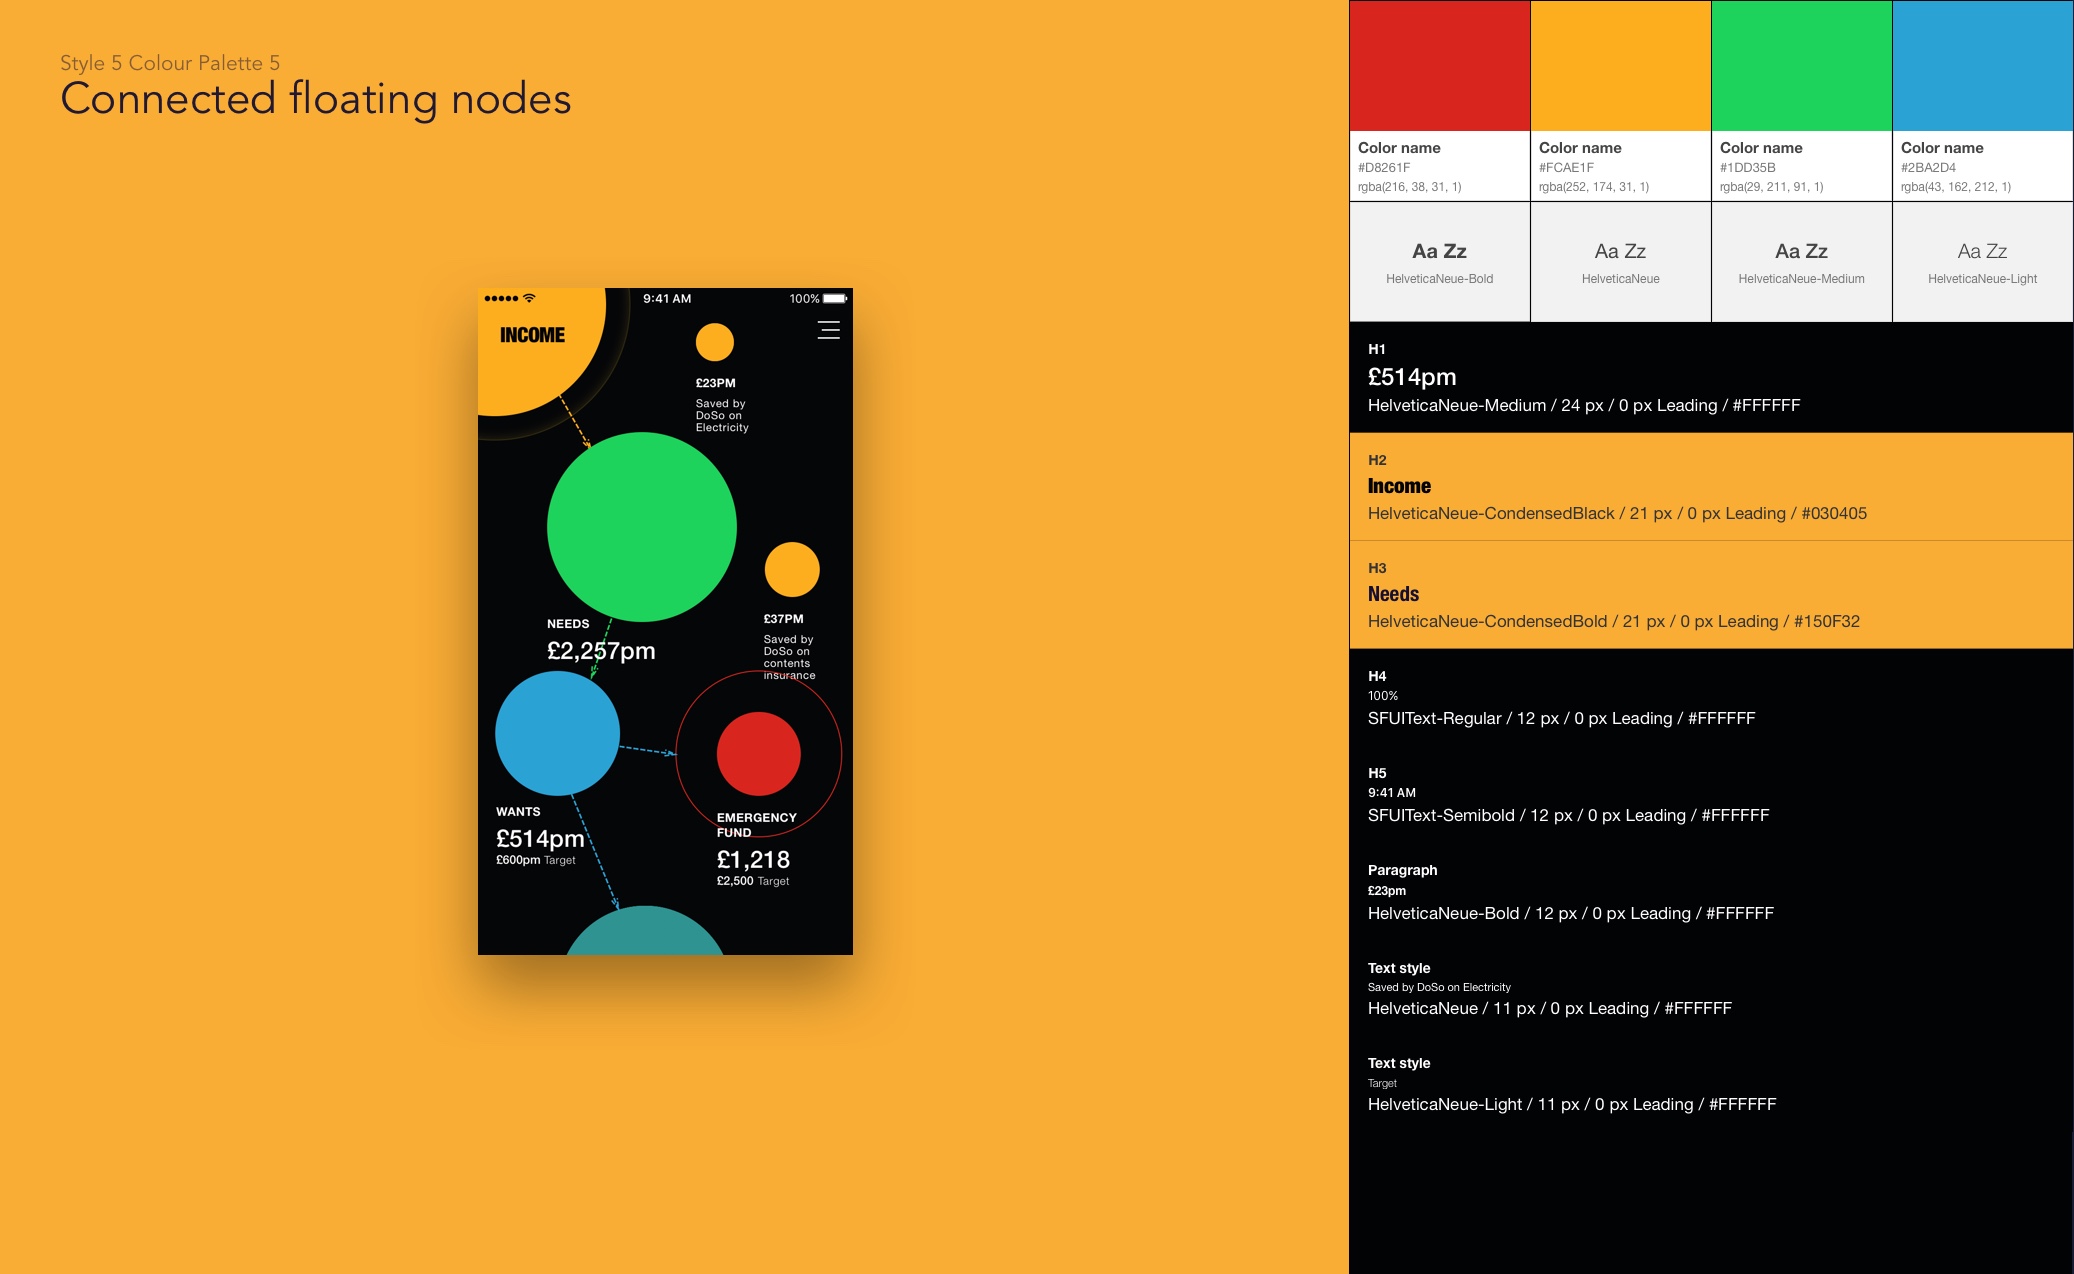 Style 5 Colour Palette 5
Connected floating nodes
9:41 AM
100%
INCOME
£23PM
Saved by
DoSo on
Electricity
NEEDS
£2,257pm
£37PM
Saved by
DoSo on
contents
insurance
WANTS
£514pm
£600pm Target
EMERGENCY
FUND
£1,218
£2,500 Target
Color name
#D8261F
rgba(216, 38, 31, 1)
Color name
#FCAE1F
rgba(252, 174, 31, 1)
Color name
#1DD35B
rgba(29, 211, 91, 1)
Color name
#2BA2D4
rgba(43, 162, 212, 1)
Aa Zz
HelveticaNeue-Bold
Aa Zz
HelveticaNeue
Aa Zz
HelveticaNeue-Medium
Aa Zz
HelveticaNeue-Light
H1
£514pm
HelveticaNeue-Medium / 24 px / 0 px Leading / #FFFFFF
H2
Income
HelveticaNeue-CondensedBlack / 21 px / 0 px Leading / #030405
H3
Needs
HelveticaNeue-CondensedBold / 21 px / 0 px Leading / #150F32
H4
100%
SFUIText-Regular / 12 px / 0 px Leading / #FFFFFF
H5
9:41 AM
SFUIText-Semibold / 12 px / 0 px Leading / #FFFFFF
Paragraph
£23pm
HelveticaNeue-Bold / 12 px / 0 px Leading / #FFFFFF
Text style
Saved by DoSo on Electricity
HelveticaNeue / 11 px / 0 px Leading / #FFFFFF
Text style
Target
HelveticaNeue-Light / 11 px / 0 px Leading / #FFFFFF